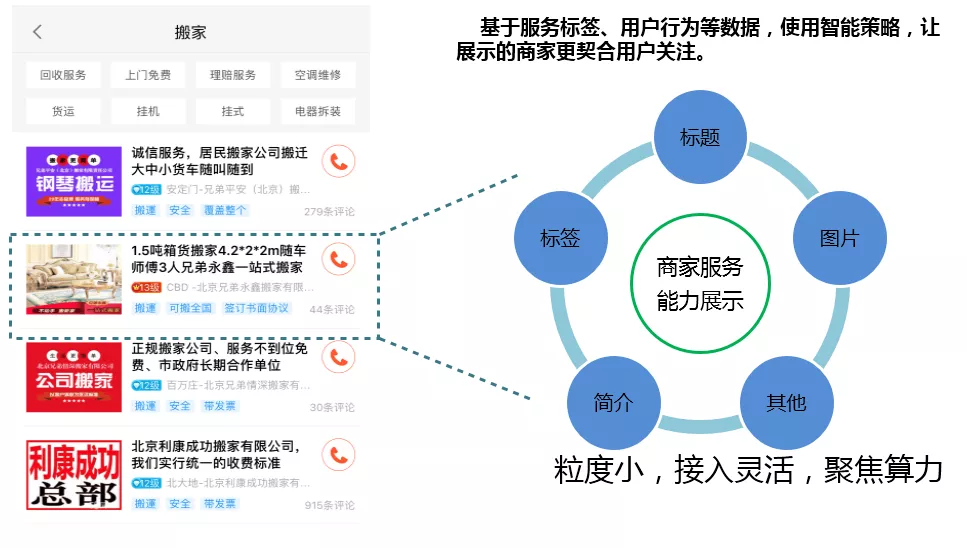 搬家
回收服务
上门免费
理赔服务
空调维修
货运
挂机
挂式
电器拆装
钢琴搬运
诚信服务，居民搬家公司搬迁
大中小货车随叫随到
12级 安定门-兄弟平安（北京）搬...
搬運 安全 覆盖整个
279条评论
1.5吨箱货搬家4.2*2*2m随车
师傅3人兄弟永鑫一站式搬家
13级 CBD -北京兄弟永鑫搬家有限...
搬運 可搬全国 签订书面协议
44条评论
公司搬家
正规搬家公司、服务不到位免
费、市政府长期合作单位
12级 百万庄-北京兄弟情深搬家有...
搬運 安全 带发票
30条评论
利康成功
总部
北京利康成功搬家有限公司，
我们实行统一的收费标准
12级 北大地-北京利康成功搬家有...
搬運 安全 带发票
915条评论
基于服务标签、用户行为等数据，使用智能策略，让
展示的商家更契合用户关注。
标题
标签
图片
商家服务
能力展示
简介
其他
粒度小，接入灵活，聚焦算力